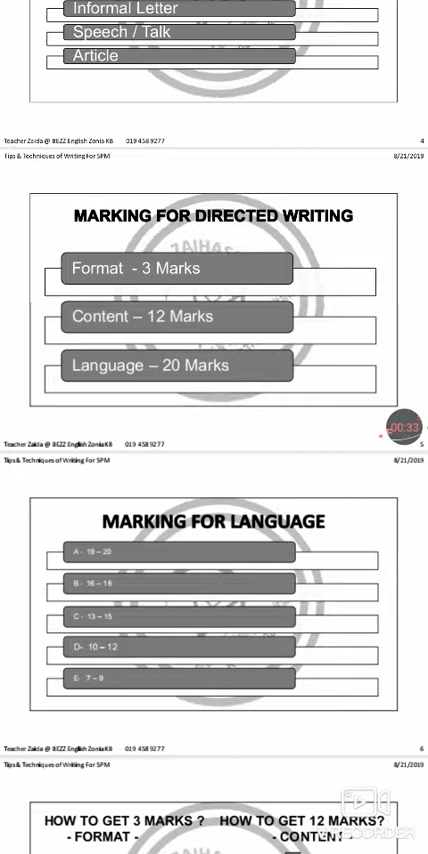 Informal Letter
Speech / Talk
Article
Teacher Zaida @ BEZZ English Zonia KB 019 458 9277 4
Tips & Techniques of Writing For SPM 8/21/2019
MARKING FOR DIRECTED WRITING
ZAIHAS
Format - 3 Marks
Content – 12 Marks
Language – 20 Marks
00:33
Teacher Zaida @ BEZZ English Zonia KB 019 458 9277 5
Tips & Techniques of Writing For SPM 8/21/2019
MARKING FOR LANGUAGE
A - 19 – 20
B - 16 – 18
C - 13 – 15
D- 10 – 12
E- 7 – 9
Teacher Zaida @ BEZZ English Zonia KB 019 458 9277 6
Tips & Techniques of Writing For SPM 8/21/2019
HOW TO GET 3 MARKS ? HOW TO GET 12 MARKS?
- FORMAT - - CONTENT -